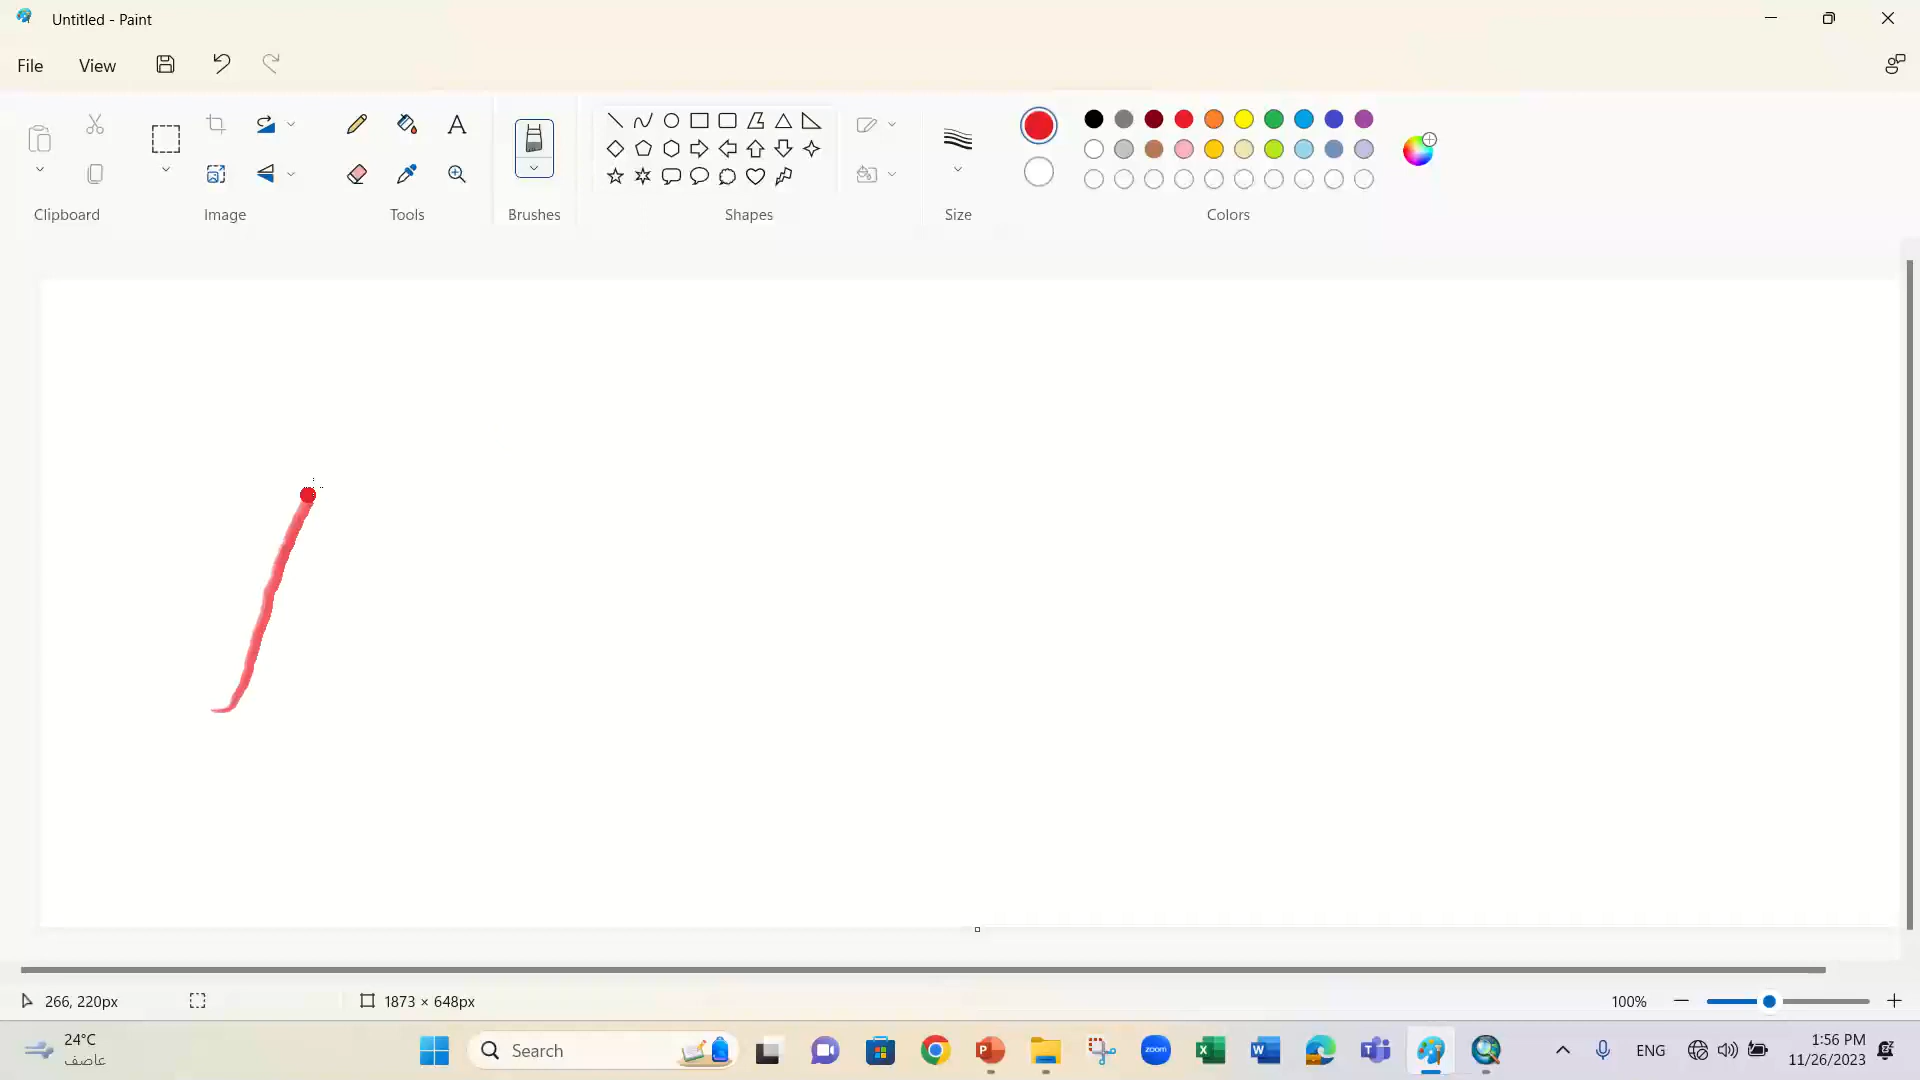 Untitled - Paint
File View
Clipboard Image Tools Brushes Shapes Size Colors
266, 220px 1873 × 648px 100%
24°C
عاصف
Search
zoom
ENG
1:56 PM
11/26/2023